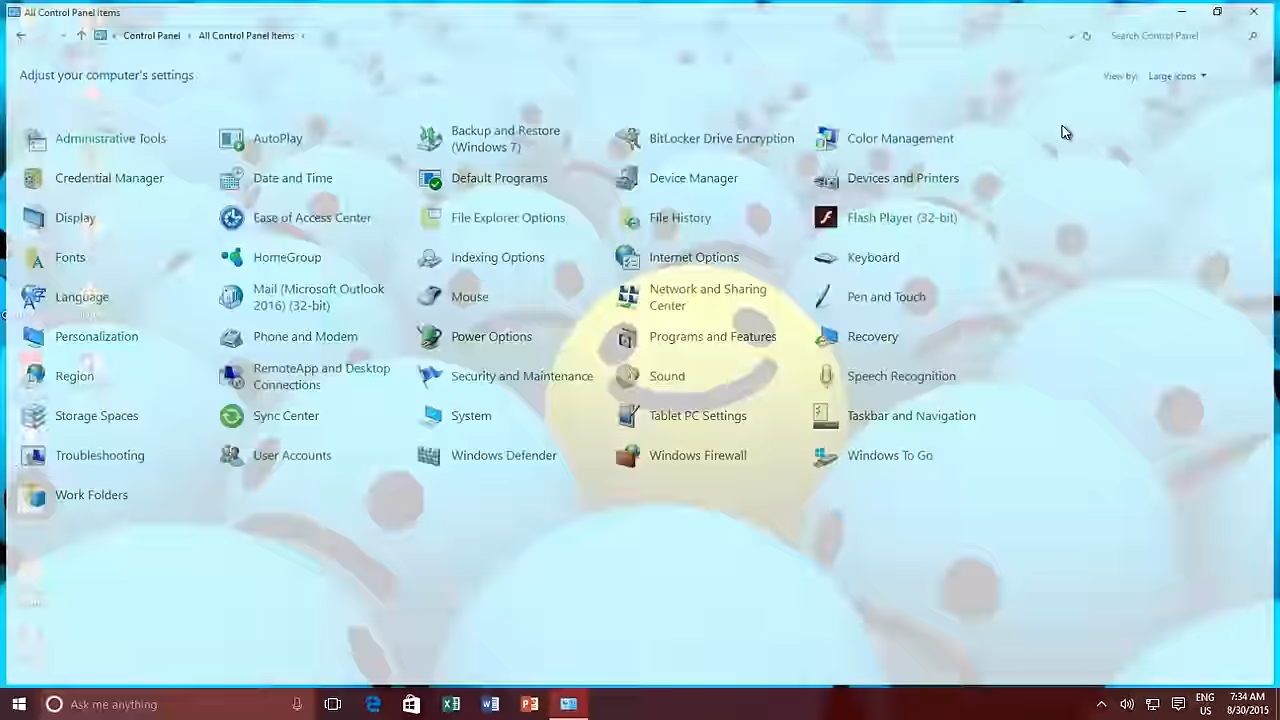 All Control Panel Items
Control Panel
All Control Panel Items
Search Control Panel
Adjust your computer's settings
View by:
Large icons
Administrative Tools
AutoPlay
Backup and Restore
(Windows 7)
BitLocker Drive Encryption
Color Management
Credential Manager
Date and Time
Default Programs
Device Manager
Devices and Printers
Display
Ease of Access Center
File Explorer Options
File History
Flash Player (32-bit)
Fonts
HomeGroup
Indexing Options
Internet Options
Keyboard
Language
Mail (Microsoft Outlook
2016) (32-bit)
Mouse
Network and Sharing
Center
Pen and Touch
Personalization
Phone and Modem
Power Options
Programs and Features
Recovery
Region
RemoteApp and Desktop
Connections
Security and Maintenance
Sound
Speech Recognition
Storage Spaces
Sync Center
System
Tablet PC Settings
Taskbar and Navigation
Troubleshooting
User Accounts
Windows Defender
Windows Firewall
Windows To Go
Work Folders
Ask me anything
ENG
US
7:34 AM
8/30/2015